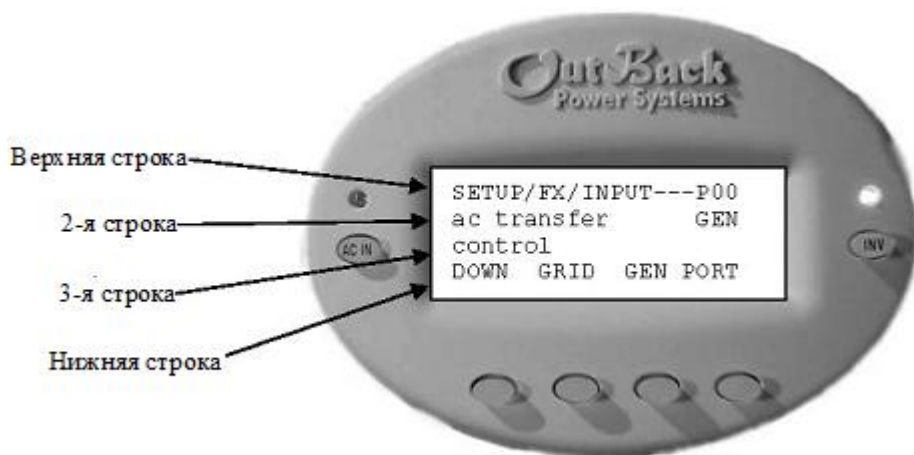 OutBack
Power Systems
Верхняя строка
SETUP/FX/INPUT---P00
2-я строка
ac transfer GEN
control
AC IN
INV
DOWN GRID GEN PORT
3-я строка
Нижняя строка